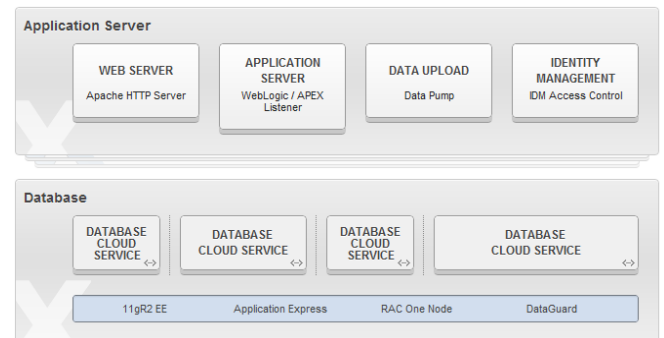 Application Server
WEB SERVER
Apache HTTP Server
APPLICATION
SERVER
WebLogic / APEX
Listener
DATA UPLOAD
Data Pump
IDENTITY
MANAGEMENT
IDM Access Control
Database
DATABASE
CLOUD
SERVICE
DATABASE
CLOUD SERVICE
DATABASE
CLOUD
SERVICE
DATABASE
CLOUD SERVICE
11gR2 EE
Application Express
RAC One Node
DataGuard